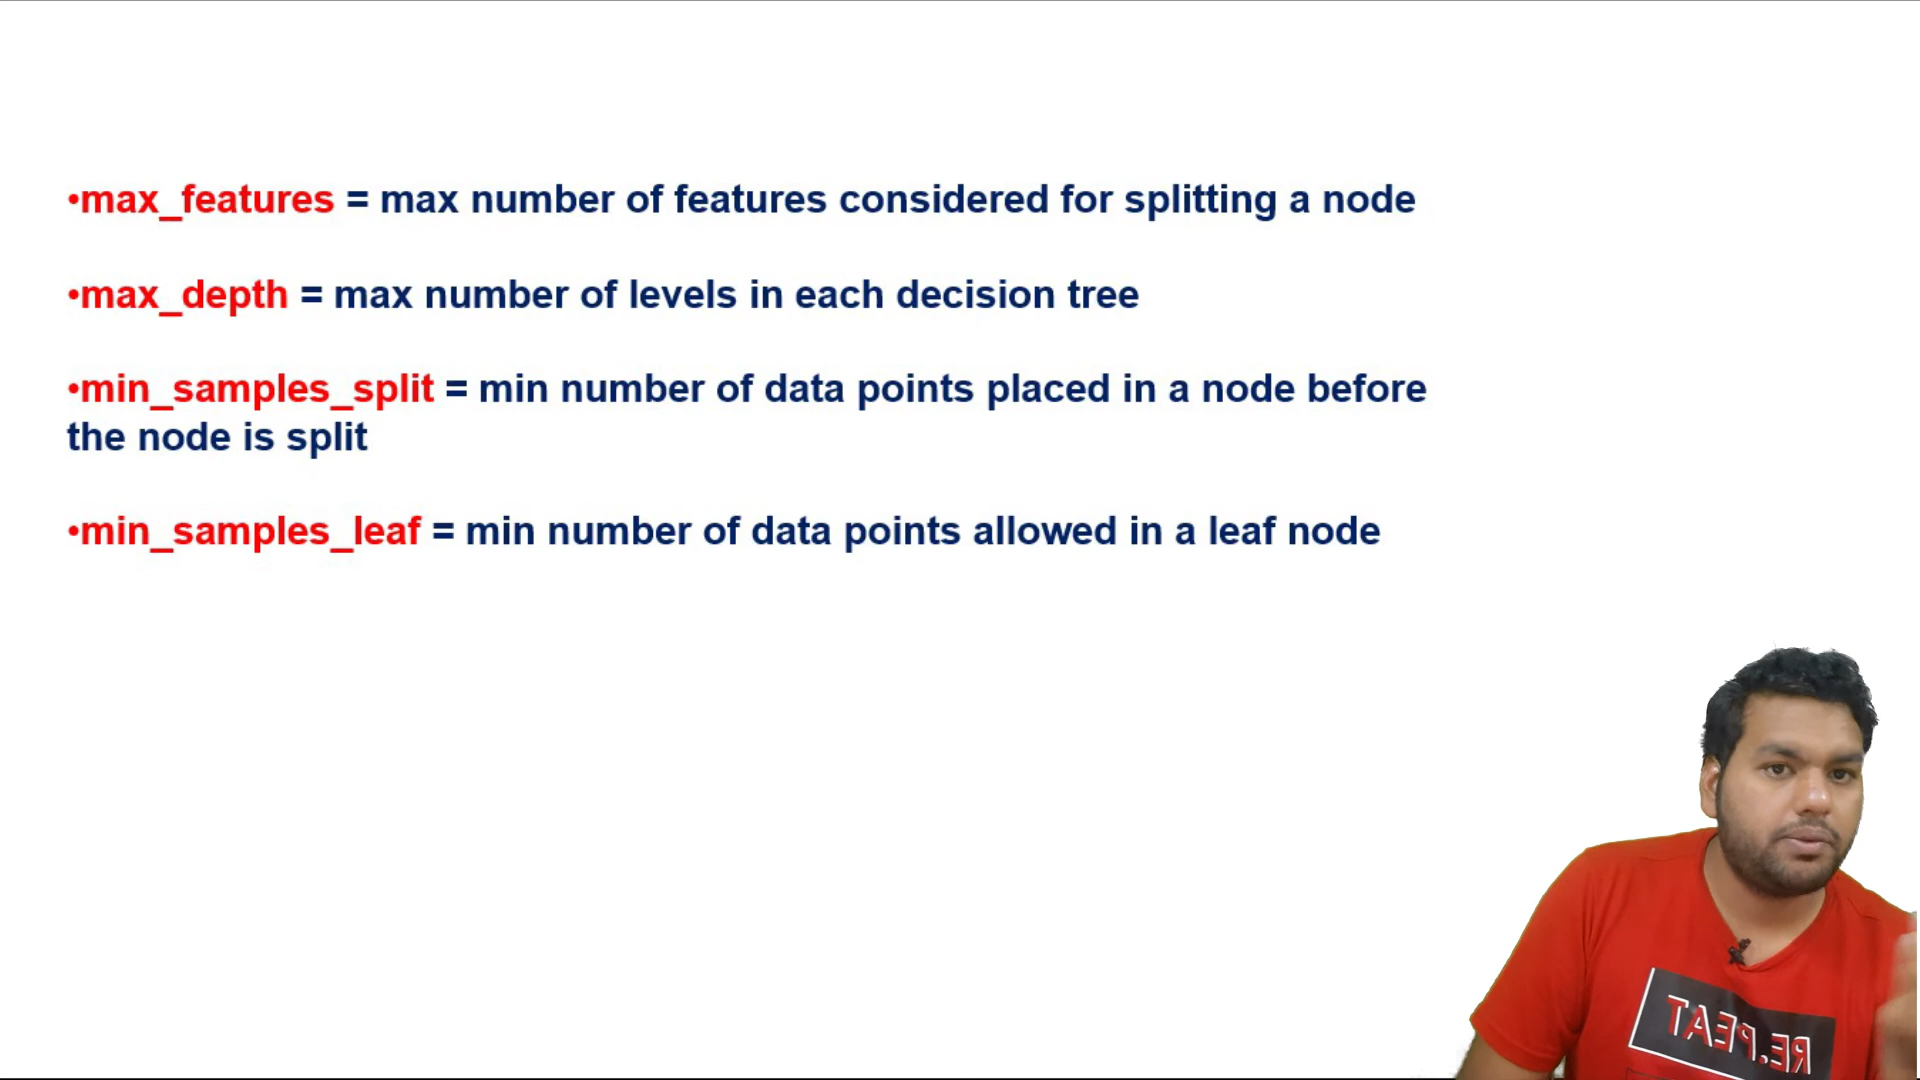 •max_features = max number of features considered for splitting a node
•max_depth = max number of levels in each decision tree
•min_samples_split = min number of data points placed in a node before
the node is split
•min_samples_leaf = min number of data points allowed in a leaf node
RE.PEAT